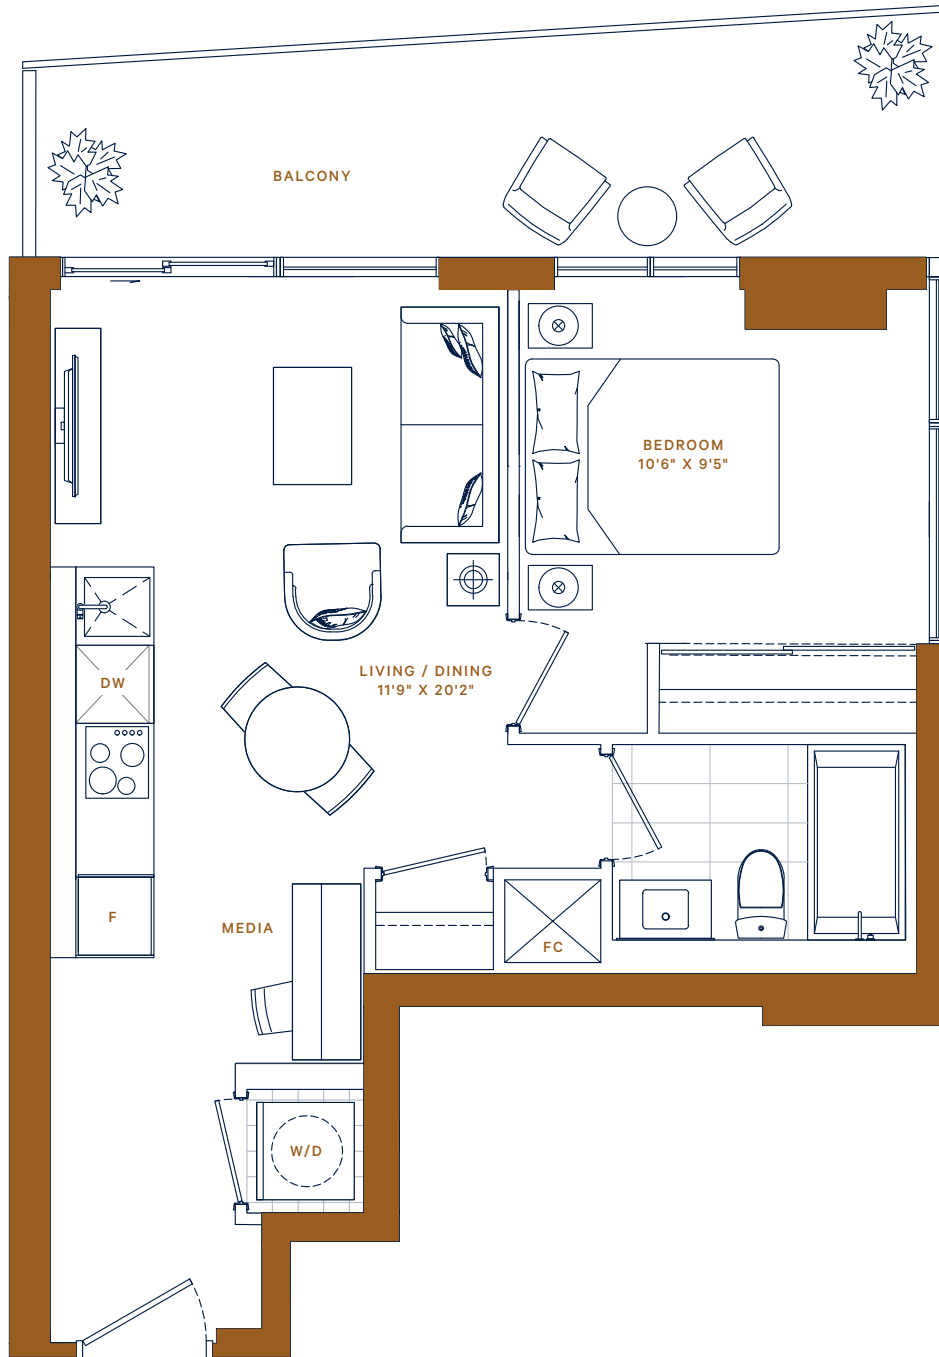 BALCONY
BEDROOM
10'6" X 9'5"
LIVING / DINING
11'9" X 20'2"
DW
F
MEDIA
FC
W/D